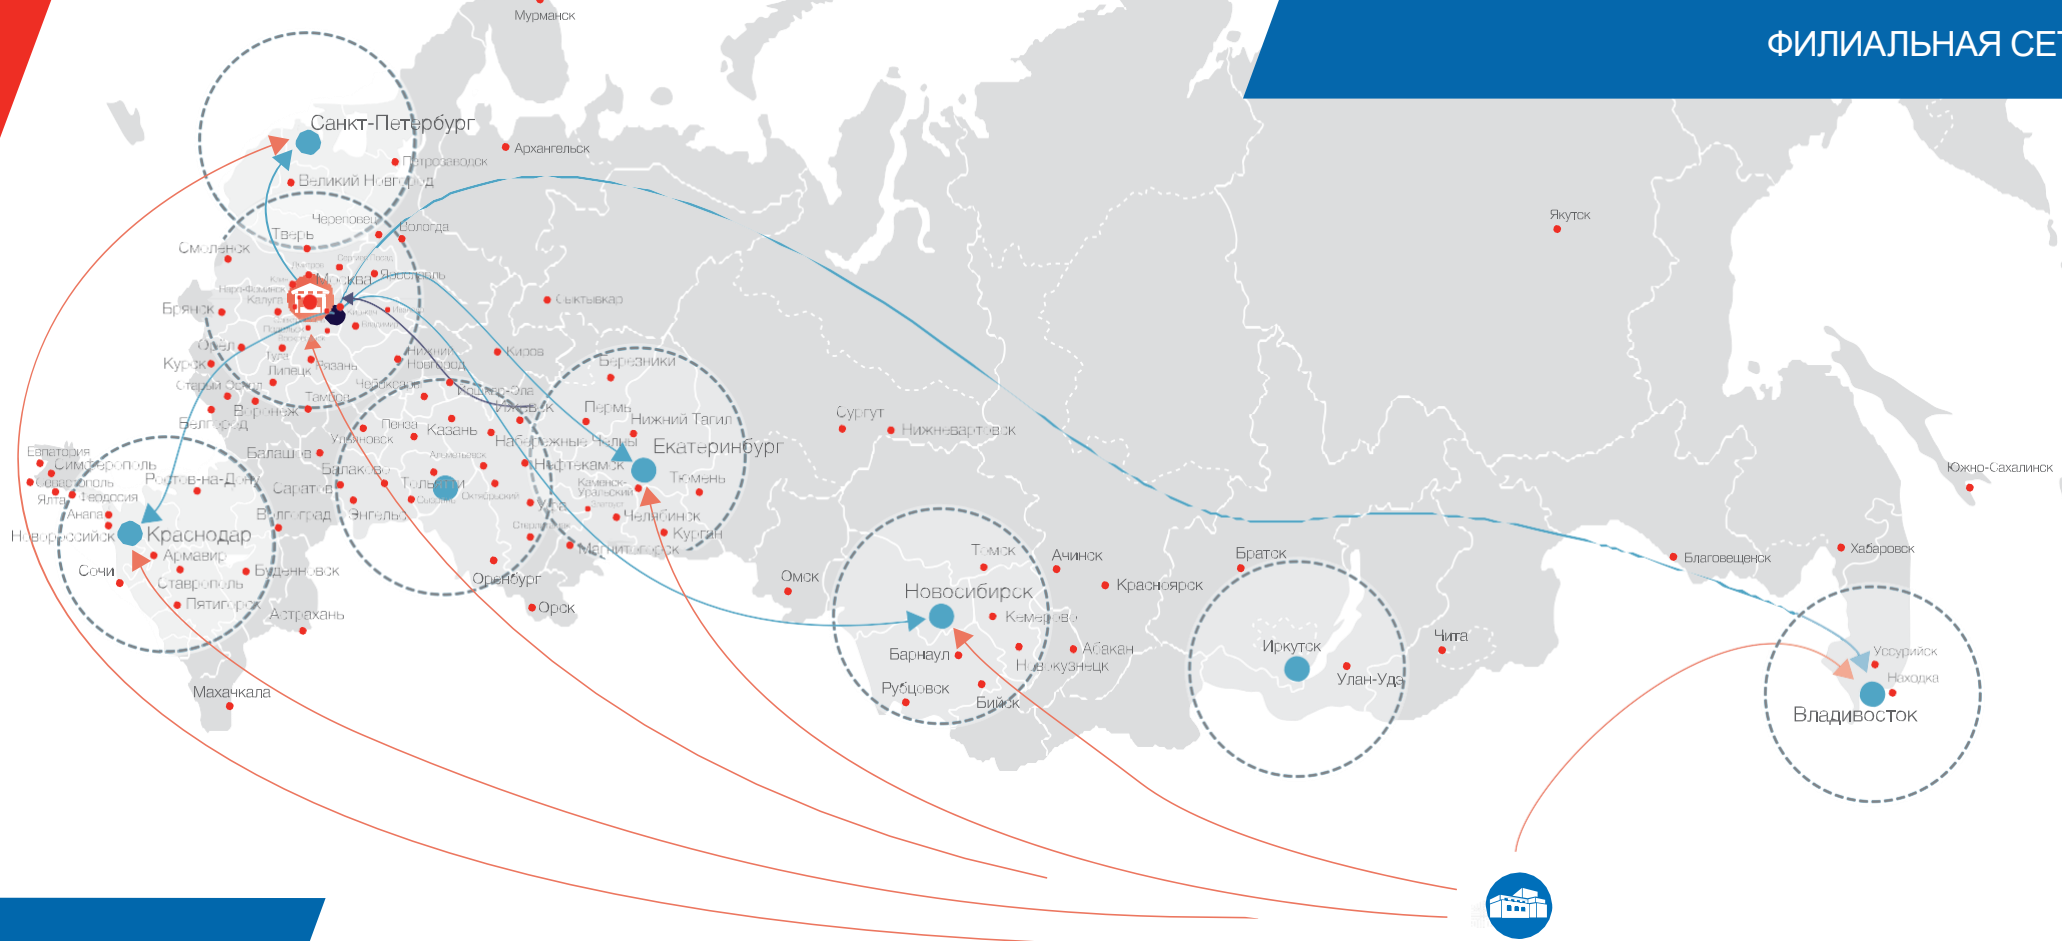 Мурманск
ФИЛИАЛЬНАЯ СЕТ
Санкт-Петербург
Архангельск
Петрозаводск
Великий Новгород
Якутск
Череповец
Вологда
Тверь
Смоленск
Москва
Ярославль
Калуга
Сыктывкар
Брянск
Владимир
Орёл
Тула
Рязань
Нижний
Новгород
Киров
Курск
Липецк
Березники
Старый Оскол
Чебоксары
Йошкар-Ола
Тамбов
Воронеж
Белгород
Ижевск
Пермь
Нижний Тагил
Сургут
Нижневартовск
Пенза
Казань
Ульяновск
Набережные Челны
Екатеринбург
Евпатория
Симферополь
Балашов
Альметьевск
Нефтекамск
Балаково
Севастополь
Ростов-на-Дону
Саратов
Тольятти
Каменск-
Уральский
Тюмень
Южно-Сахалинск
Ялта
Феодосия
Октябрьский
Анапа
Волгоград
Энгельс
Уфа
Челябинск
Новороссийск
Краснодар
Курган
Магнитогорск
Армавир
Томск
Ачинск
Братск
Благовещенск
Хабаровск
Сочи
Ставрополь
Буденновск
Оренбург
Омск
Новосибирск
Красноярск
Пятигорск
Астрахань
Орск
Кемерово
Чита
Барнаул
Новокузнецк
Абакан
Иркутск
Уссурийск
Улан-Удэ
Находка
Махачкала
Рубцовск
Бийск
Владивосток